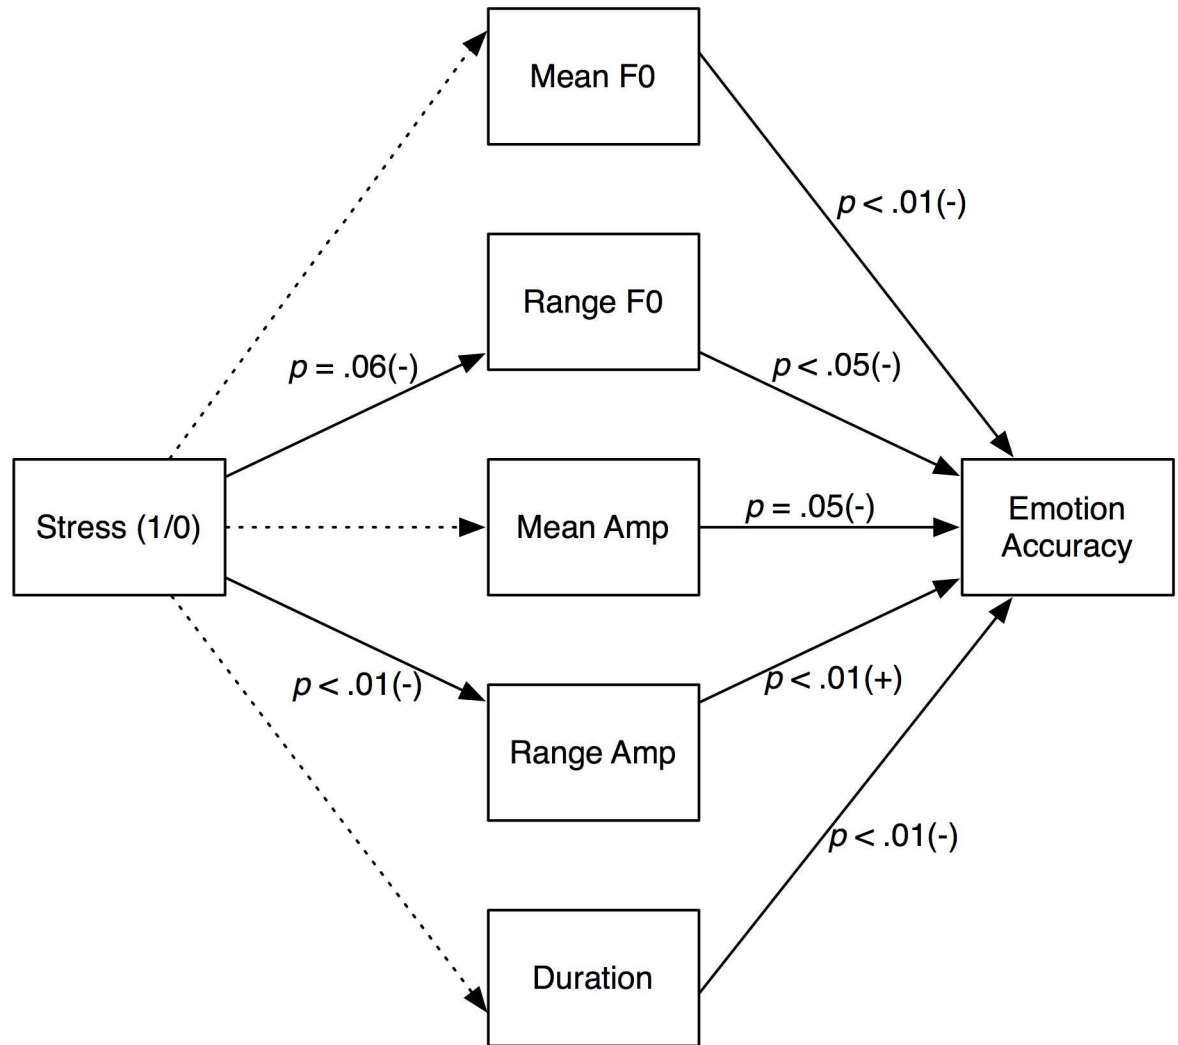 Mean F0
p < .01(-)
Range F0
p = .06(-)
p < .05(-)
Stress (1/0)
Mean Amp
p = .05(-)
Emotion
Accuracy
p < .01(-)
Range Amp
p < .01(+)
p < .01(-)
Duration